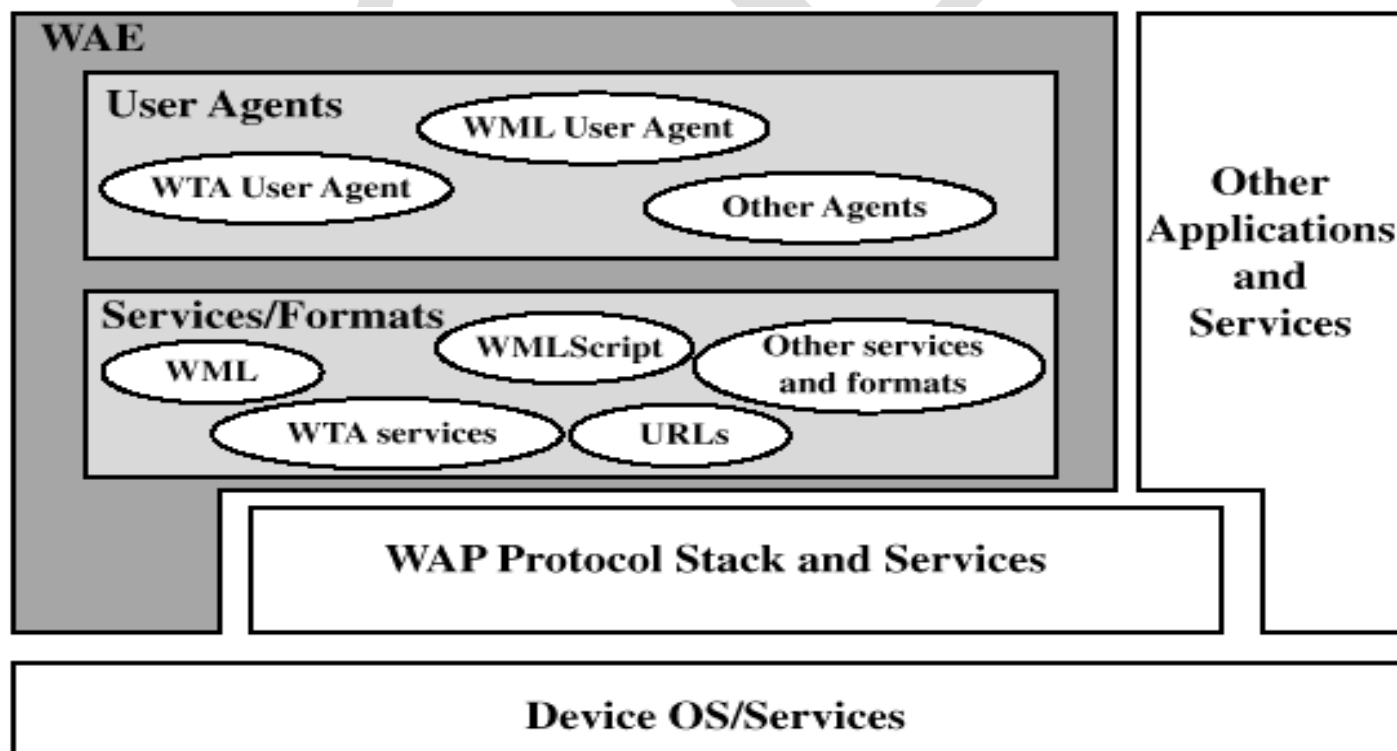 WAE
User Agents
WML User Agent
WTA User Agent
Other Agents
Services/Formats
WML
WMLScript
Other services
and formats
WTA services
URLs
Other
Applications
and
Services
WAP Protocol Stack and Services
Device OS/Services